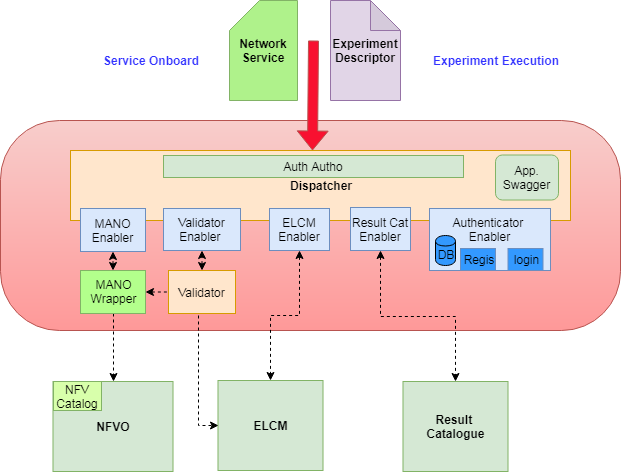 Network
Service
Experiment
Descriptor
Service Onboard
Experiment Execution
Auth Autho
Dispatcher
App.
Swagger
MANO
Enabler
Validator
Enabler
ELCM
Enabler
Result Cat
Enabler
Authenticator
Enabler
DB
Regis
login
MANO
Wrapper
Validator
NFV
Catalog
NFVO
ELCM
Result
Catalogue